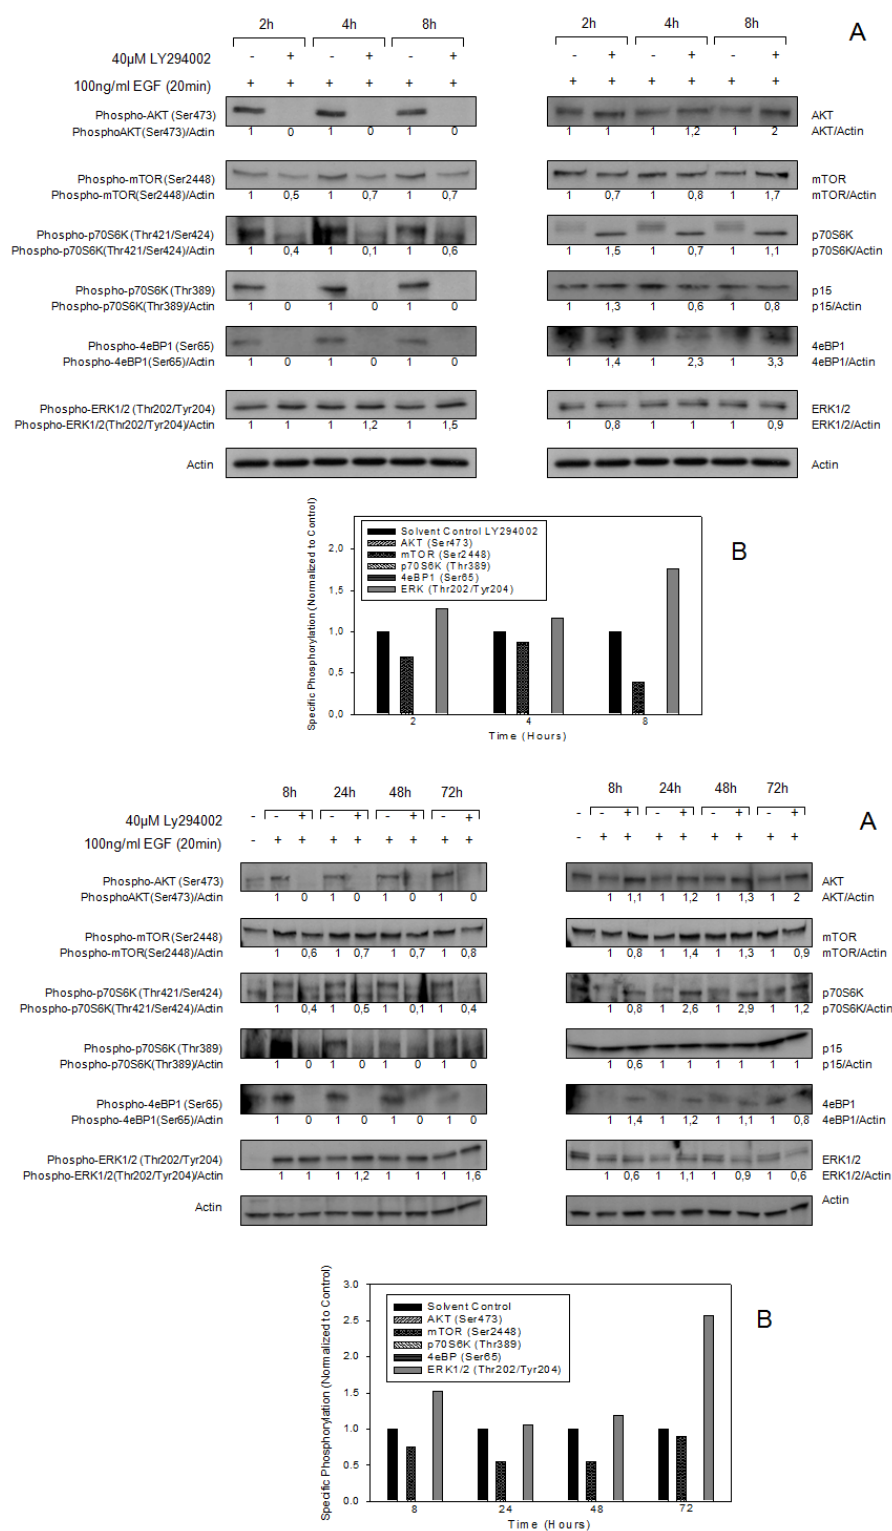 2h 4h 8h
40µM LY294002 - + - + - +
100ng/ml EGF (20min) + + + + + +
Phospho-AKT (Ser473)
PhosphoAKT(Ser473)/Actin 1 0 1 0 1 0
Phospho-mTOR (Ser2448)
Phospho-mTOR(Ser2448)/Actin 1 0,5 1 0,7 1 0,7
Phospho-p70S6K (Thr421/Ser424)
Phospho-p70S6K(Thr421/Ser424)/Actin 1 0,4 1 0,1 1 0,6
Phospho-p70S6K (Thr389)
Phospho-p70S6K(Thr389)/Actin 1 0 1 0 1 0
Phospho-4eBP1 (Ser65)
Phospho-4eBP1(Ser65)/Actin 1 0 1 0 1 0
Phospho-ERK1/2 (Thr202/Tyr204)
Phospho-ERK1/2(Thr202/Tyr204)/Actin 1 1 1 1,2 1 1,5
Actin
2h 4h 8h
A
- + - + - +
+ + + + + +
AKT
1 1 1 1,2 1 2 AKT/Actin
mTOR
1 0,7 1 0,8 1 1,7 mTOR/Actin
p70S6K
1 1,5 1 0,7 1 1,1 p70S6K/Actin
p15
1 1,3 1 0,6 1 0,8 p15/Actin
4eBP1
1 1,4 1 2,3 1 3,3 4eBP1/Actin
ERK1/2
1 0,8 1 1 1 0,9 ERK1/2/Actin
Actin
B
Specific Phosphorylation (Normalized to Control)
2,0
1,5
1,0
0,5
0,0
Solvent Control LY294002
AKT (Ser473)
mTOR (Ser2448)
p70S6K (Thr389)
4eBP1 (Ser65)
ERK (Thr202/Tyr204)
2 4 8
Time (Hours)
8h 24h 48h 72h
40µM Ly294002 - - + - + - + - +
100ng/ml EGF (20min) - + + + + + + + +
Phospho-AKT (Ser473)
PhosphoAKT(Ser473)/Actin 1 0 1 0 1 0 1 0
Phospho-mTOR (Ser2448)
Phospho-mTOR(Ser2448)/Actin 1 0,6 1 0,7 1 0,7 1 0,8
Phospho-p70S6K (Thr421/Ser424)
Phospho-p70S6K(Thr421/Ser424)/Actin 1 0,4 1 0,5 1 0,1 1 0,4
Phospho-p70S6K (Thr389)
Phospho-p70S6K(Thr389)/Actin 1 0 1 0 1 0 1 0
Phospho-4eBP1 (Ser65)
Phospho-4eBP1(Ser65)/Actin 1 0 1 0 1 0 1 0
Phospho-ERK1/2 (Thr202/Tyr204)
Phospho-ERK1/2(Thr202/Tyr204)/Actin 1 1 1 1,2 1 1 1 1,6
Actin
8h 24h 48h 72h
A
- - + - + - + - +
- + + + + + + + +
AKT
1 1,1 1 1,2 1 1,3 1 2 AKT/Actin
mTOR
1 0,8 1 1,4 1 1,3 1 0,9 mTOR/Actin
p70S6K
1 0,8 1 2,6 1 2,9 1 1,2 p70S6K/Actin
p15
1 0,6 1 1 1 1 1 1 p15/Actin
4eBP1
1 1,4 1 1,2 1 1,1 1 0,8 4eBP1/Actin
ERK1/2
1 0,6 1 1,1 1 0,9 1 0,6 ERK1/2/Actin
Actin
B
Specific Phosphorylation (Normalized to Control)
3.0
2.5
2.0
1.5
1.0
0.5
0.0
Solvent Control
AKT (Ser473)
mTOR (Ser2448)
p70S6K (Thr389)
4eBP (Ser65)
ERK1/2 (Thr202/Tyr204)
8 24 48 72
Time (Hours)